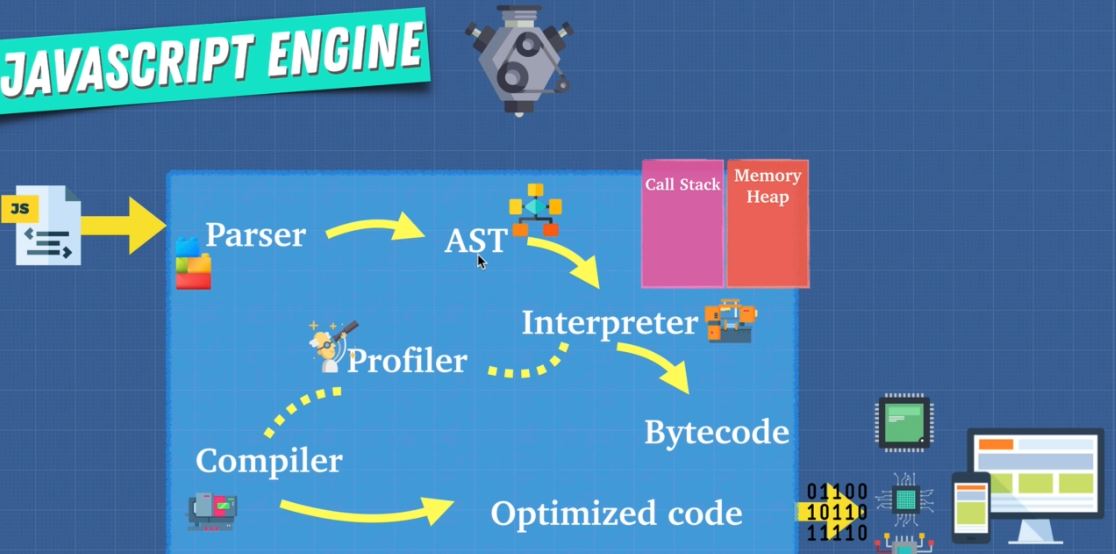 JAVASCRIPT ENGINE
Call Stack
Memory
Heap
JS
Parser
AST
Interpreter
Profiler
Bytecode
Compiler
Optimized code
01100
10110
11110